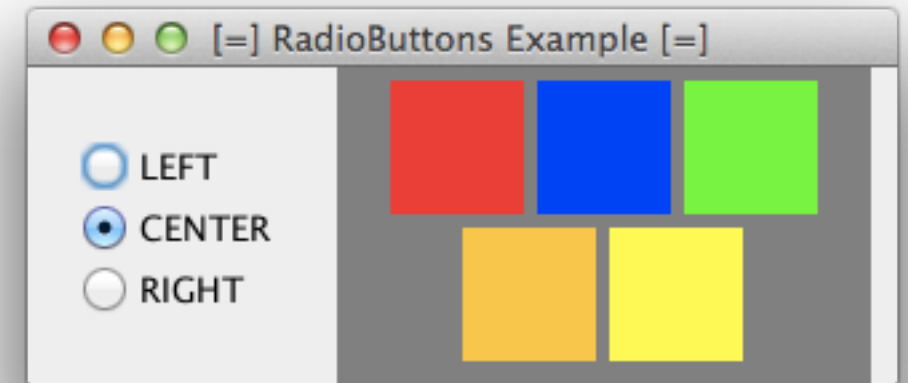 [=] RadioButtons Example [=]
LEFT
CENTER
RIGHT